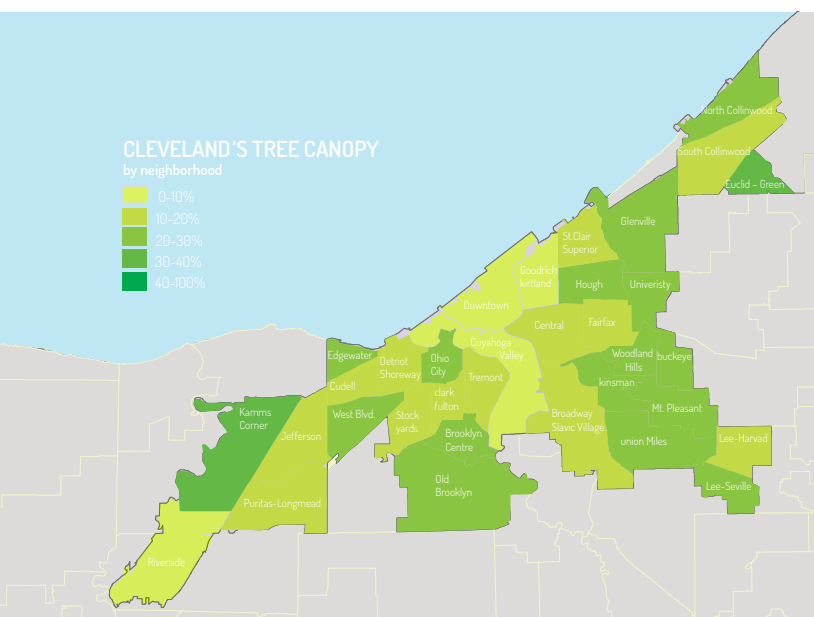 CLEVELAND'S TREE CANOPY
by neighborhood
0-10%
10-20%
20-30%
30-40%
40-100%
North Collinwood
South Collinwood
Euclid - Green
Glenville
St.Clair
Superior
Goodrich
kirtland
Hough
Univeristy
Downtown
Central
Fairfax
Cuyahoga
Valley
Edgewater
Detriot
Shoreway
Ohio
City
Woodland
Hills
buckeye
Cudell
Tremont
kinsman
clark
fulton
Kamms
Corner
West Blvd.
Stock
yards
Broadway
Slavic Village
Mt. Pleasant
Jefferson
Brooklyn
Centre
union Miles
Lee-Harvad
Old
Brooklyn
Lee-Seville
Puritas-Longmead
Riverside